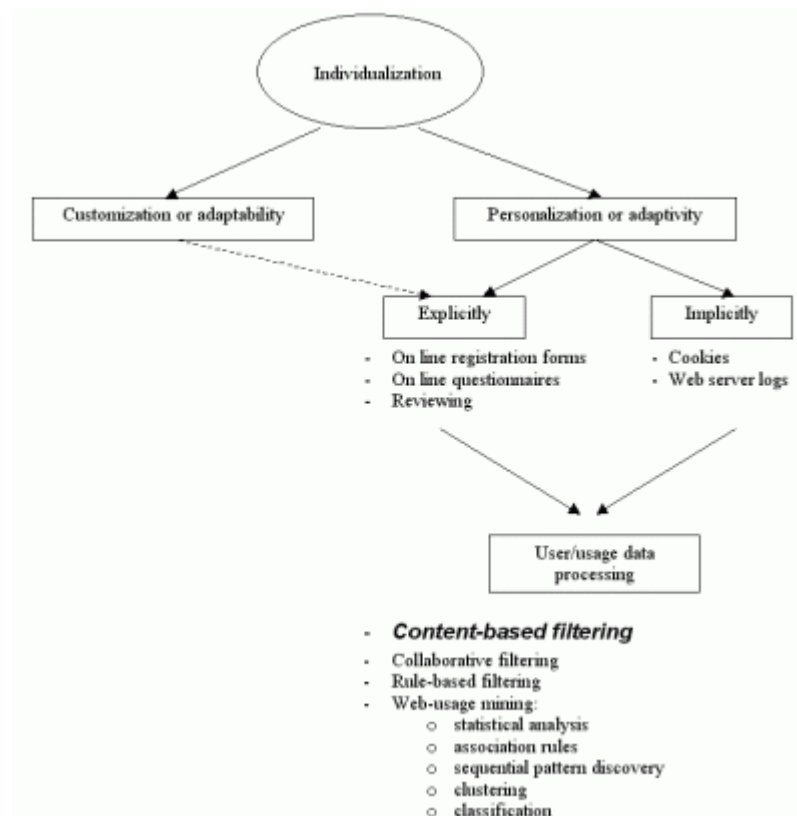 Individualization
Customization or adaptability
Personalization or adaptivity
Explicitly
Implicitly
- On line registration forms
- On line questionnaires
- Reviewing
- Cookies
- Web server logs
User/usage data
processing
- Content-based filtering
- Collaborative filtering
- Rule-based filtering
- Web-usage mining:
o statistical analysis
o association rules
o sequential pattern discovery
o clustering
o classification